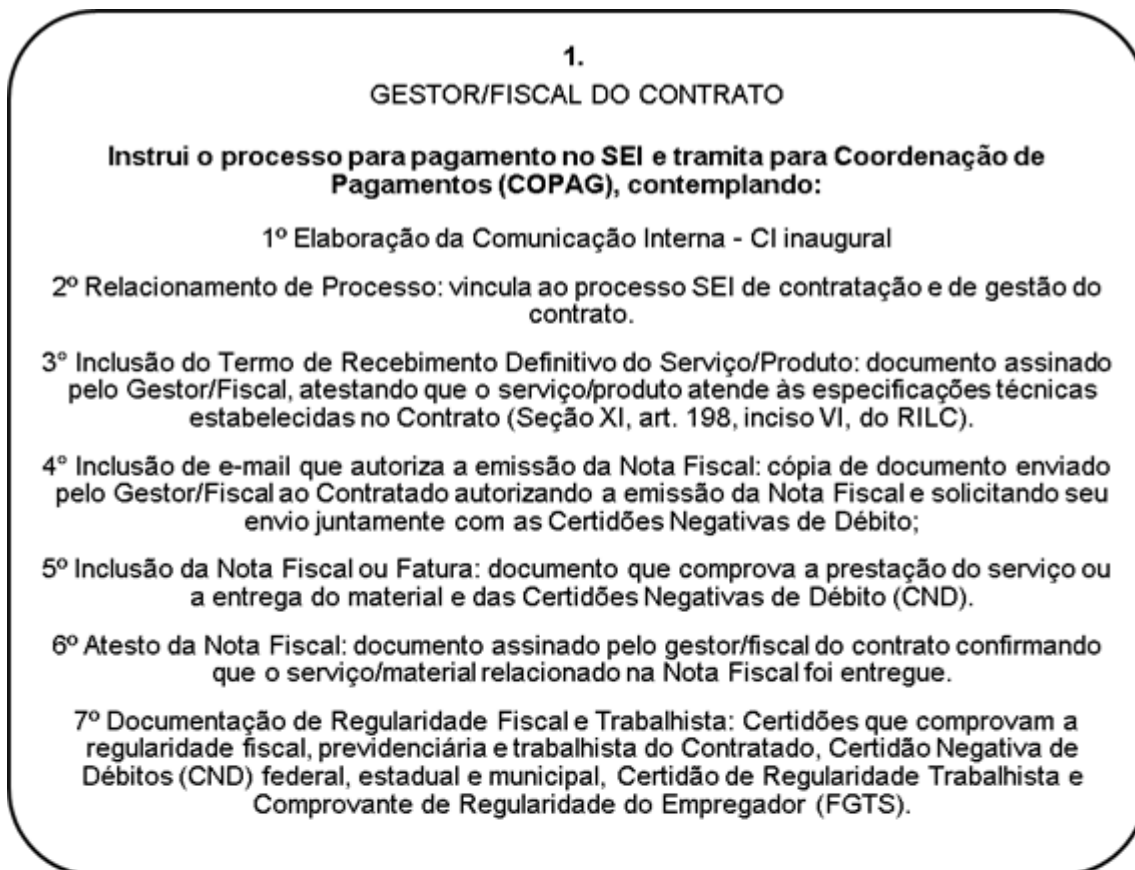 1.
GESTOR/FISCAL DO CONTRATO
Instrui o processo para pagamento no SEI e tramita para Coordenação de
Pagamentos (COPAG), contemplando:
1º Elaboração da Comunicação Interna - CI inaugural
2º Relacionamento de Processo: vincula ao processo SEI de contratação e de gestão do
contrato.
3° Inclusão do Termo de Recebimento Definitivo do Serviço/Produto: documento assinado
pelo Gestor/Fiscal, atestando que o serviço/produto atende às especificações técnicas
estabelecidas no Contrato (Seção XI, art. 198, inciso VI, do RILC).
4° Inclusão de e-mail que autoriza a emissão da Nota Fiscal: cópia de documento enviado
pelo Gestor/Fiscal ao Contratado autorizando a emissão da Nota Fiscal e solicitando seu
envio juntamente com as Certidões Negativas de Débito;
5º Inclusão da Nota Fiscal ou Fatura: documento que comprova a prestação do serviço ou
a entrega do material e das Certidões Negativas de Débito (CND).
6º Atesto da Nota Fiscal: documento assinado pelo gestor/fiscal do contrato confirmando
que o serviço/material relacionado na Nota Fiscal foi entregue.
7º Documentação de Regularidade Fiscal e Trabalhista: Certidões que comprovam a
regularidade fiscal, previdenciária e trabalhista do Contratado, Certidão Negativa de
Débitos (CND) federal, estadual e municipal, Certidão de Regularidade Trabalhista e
Comprovante de Regularidade do Empregador (FGTS).